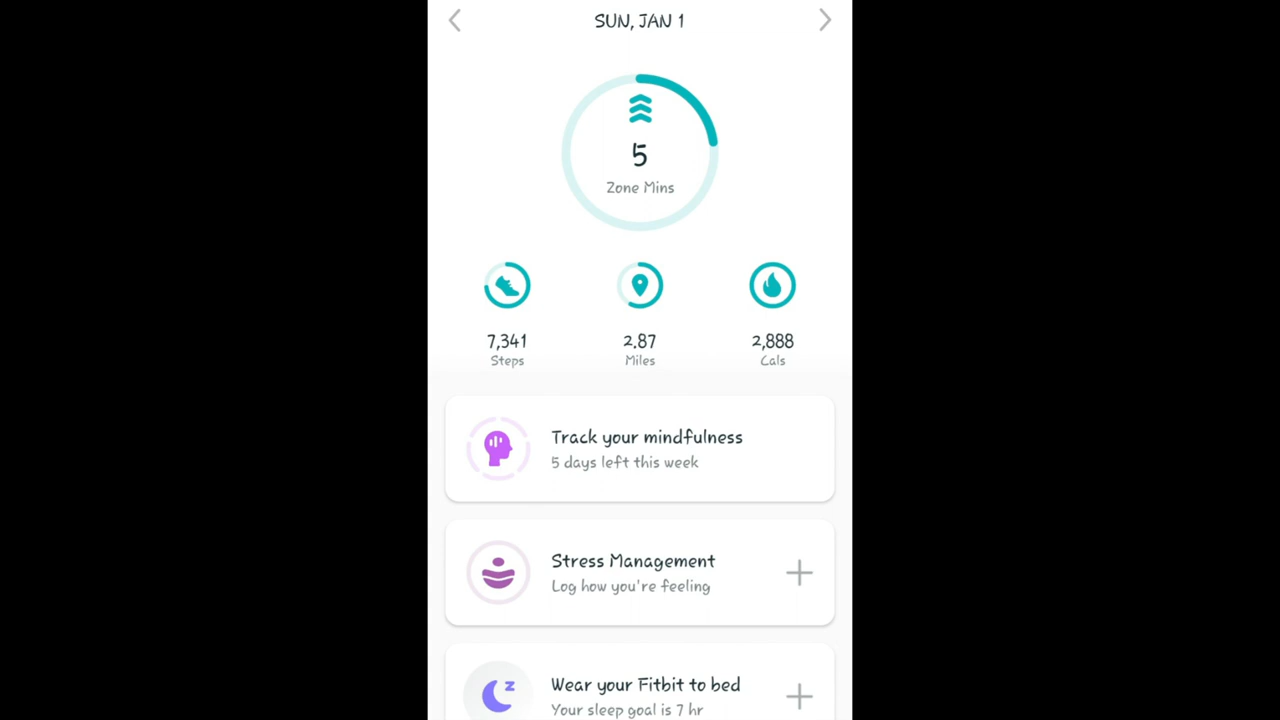 SUN, JAN 1
5
Zone Mins
7,341 2.87 2,888
Steps Miles Cals
Track your mindfulness
5 days left this week
Stress Management
Log how you're feeling
z
Wear your Fitbit to bed
Your sleep goal is 7 hr